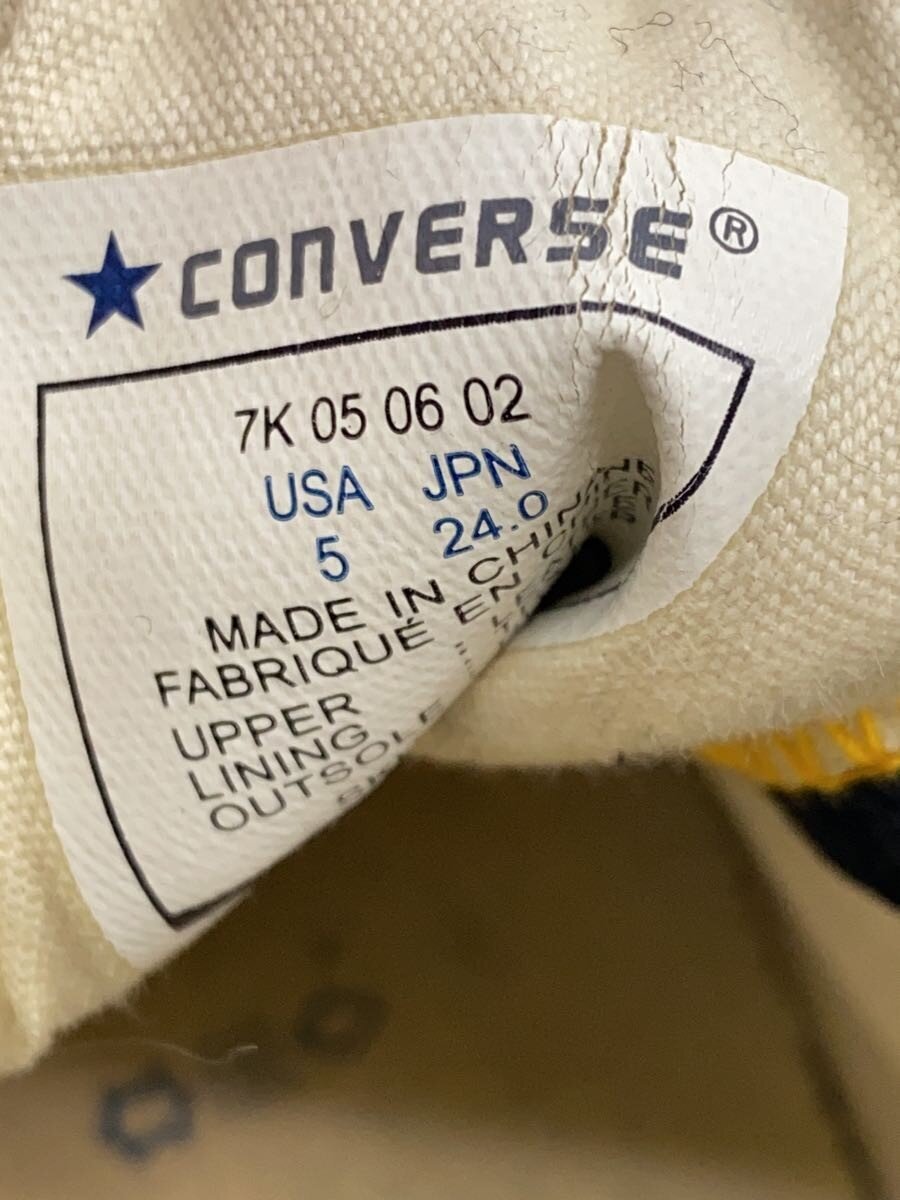 CONVERSE®
7K 05 06 02
USA JPN
5 24.0
MADE IN CHINA
FABRIQUÉ EN
UPPER
LINING
OUTSOLE